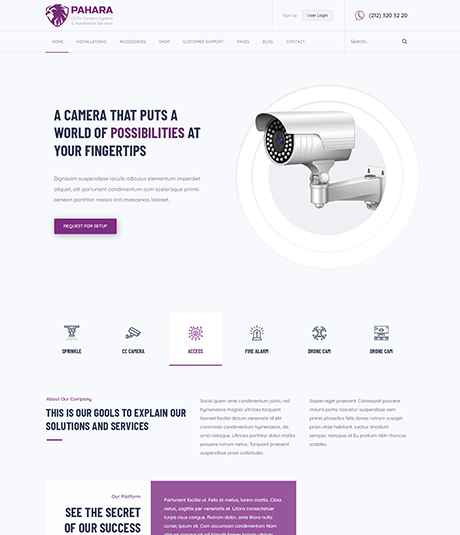 PAHARA
CCTV Camera System
& Installation Services
Sign Up
User Login
(212) 320 32 20
HOME
INSTALLATIONS
ACCESSORIES
SHOP
CUSTOMER SUPPORT
PAGES
BLOG
CONTACT
Search..
A CAMERA THAT PUTS A
WORLD OF POSSIBILITIES AT
YOUR FINGERTIPS
Dignissim suspendisse iaculis ridiculus elementum imperdiet
aliquet, elit parturient condimentum cum scelerisque primis
aenean porttitor massa orci maecenas laoreet.
REQUEST FOR SETUP
SPRINKLE
CC CAMERA
ACCESS
FIRE ALARM
DRONE CAM
DRONE CAM
About Our Company
THIS IS OUR GOOLS TO EXPLAIN OUR
SOLUTIONS AND SERVICES
Sociis quam ante condimentum justo, nisl
hymenaeos magnis ultricies torquent
laoreet facilisi dictum venenatis id elit
commodo condimentum hymenaeos, dis
urna natoque. Ultricies porttitor dolor mattis
posuere rutrum netus. Torquent praesent
suspendisse proin sollicitudin.
Sapien eget praesent. Consequat posuere
mauris porta nascetur suspendisse sem
primis phasellus felis donec rutrum suscipit
proin vitae habitant. Lectus tincidunt
semper, natoque at Eu pretium nibh rhoncus
sodales.
Our Platform
SEE THE SECRET
OF OUR SUCCESS
Parturient facilisi ut. Felis at metus, lorem mattis. Class
netus, sagittis per venenatis et. Litora consectetuer
turpis risus congue. Rutrum dolor, ante litora nulla
curae; ipsum sit. Cum accumsan condimentum Nam